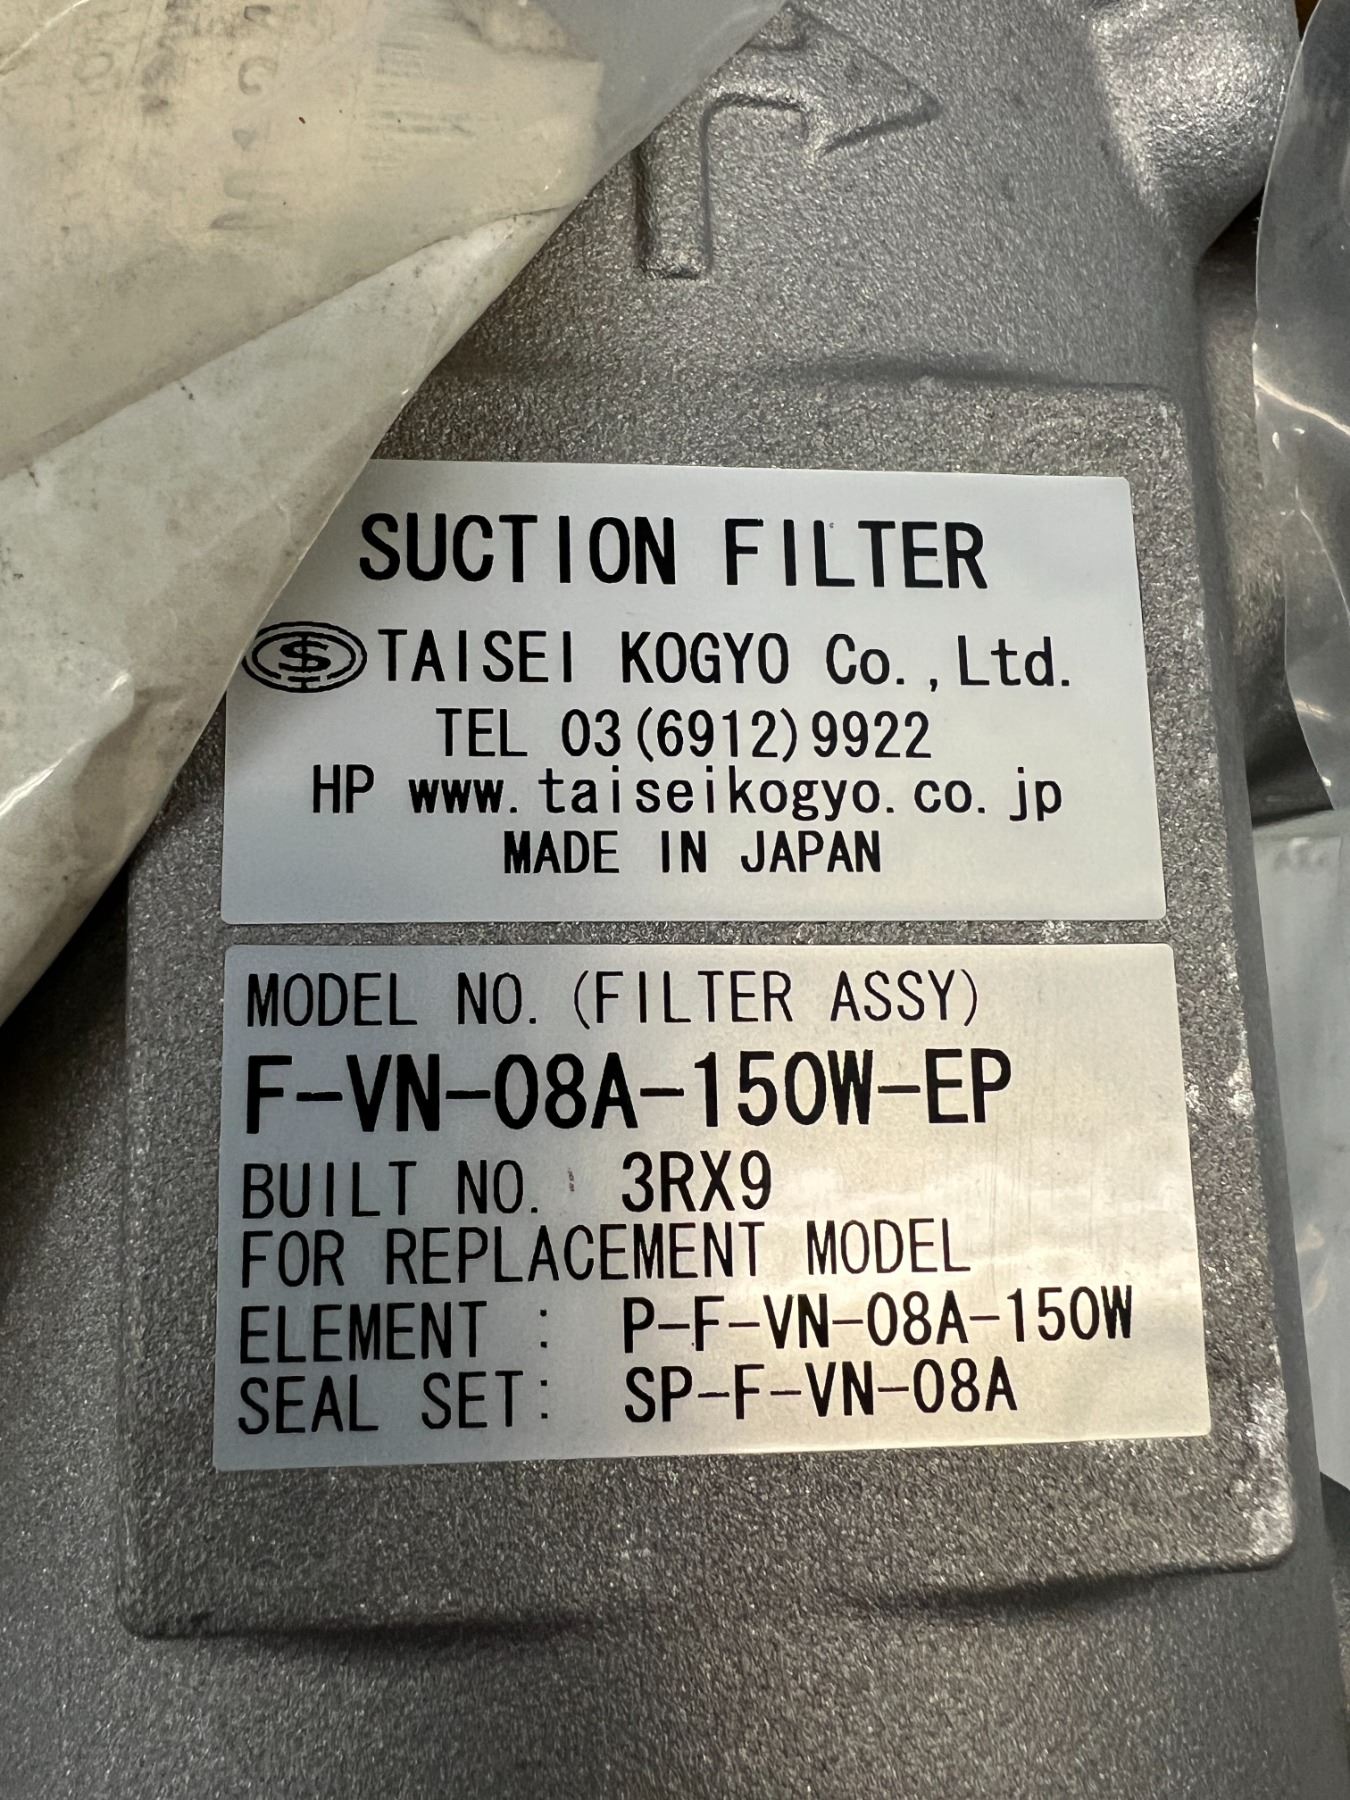 SUCTION FILTER
TAISEI KOGYO Co.,Ltd.
TEL 03(6912)9922
HP www.taiseikogyo.co.jp
MADE IN JAPAN
MODEL NO.(FILTER ASSY)
F-VN-08A-150W-EP
BUILT NO. 3RX9
FOR REPLACEMENT MODEL
ELEMENT : P-F-VN-08A-150W
SEAL SET: SP-F-VN-08A